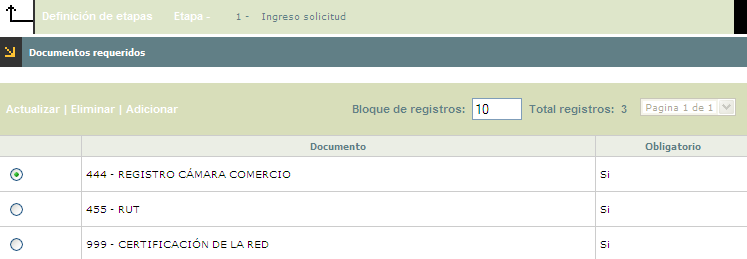 Definición de etapas Etapa - 1 - Ingreso solicitud
Documentos requeridos
Actualizar | Eliminar | Adicionar Bloque de registros: 10 Total registros: 3 Pagina 1 de 1
Documento Obligatorio
444 - REGISTRO CÁMARA COMERCIO Si
455 - RUT Si
999 - CERTIFICACIÓN DE LA RED Si